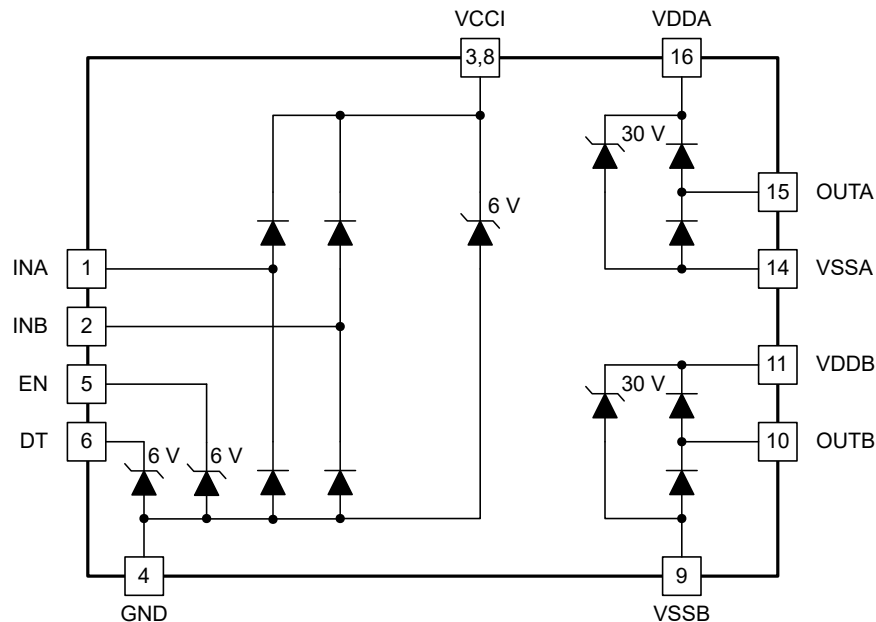 VCCI
VDDA
3,8
16
30 V
15
OUTA
6 V
INA
1
14
VSSA
INB
2
EN
5
11
VDDB
30 V
DT
6
10
OUTB
6 V
6 V
4
9
GND
VSSB